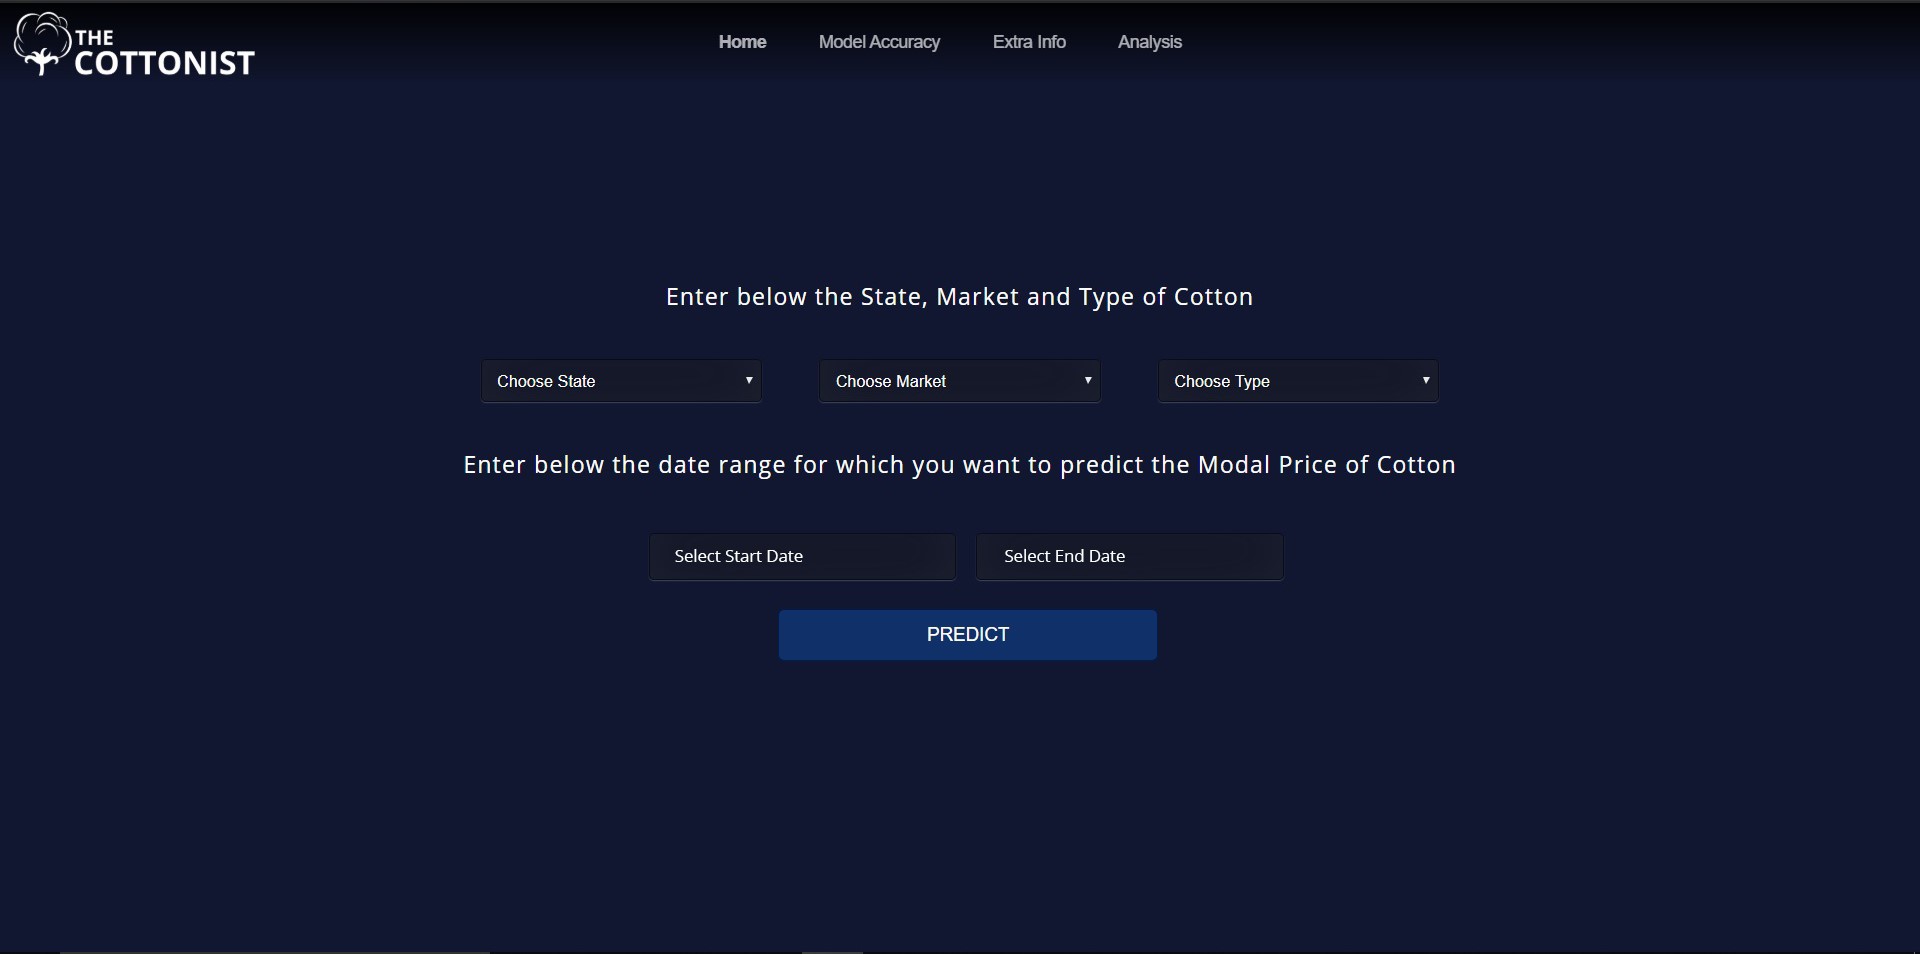 THE
COTTONIST
Home Model Accuracy Extra Info Analysis
Enter below the State, Market and Type of Cotton
Choose State Choose Market Choose Type
Enter below the date range for which you want to predict the Modal Price of Cotton
Select Start Date Select End Date
PREDICT